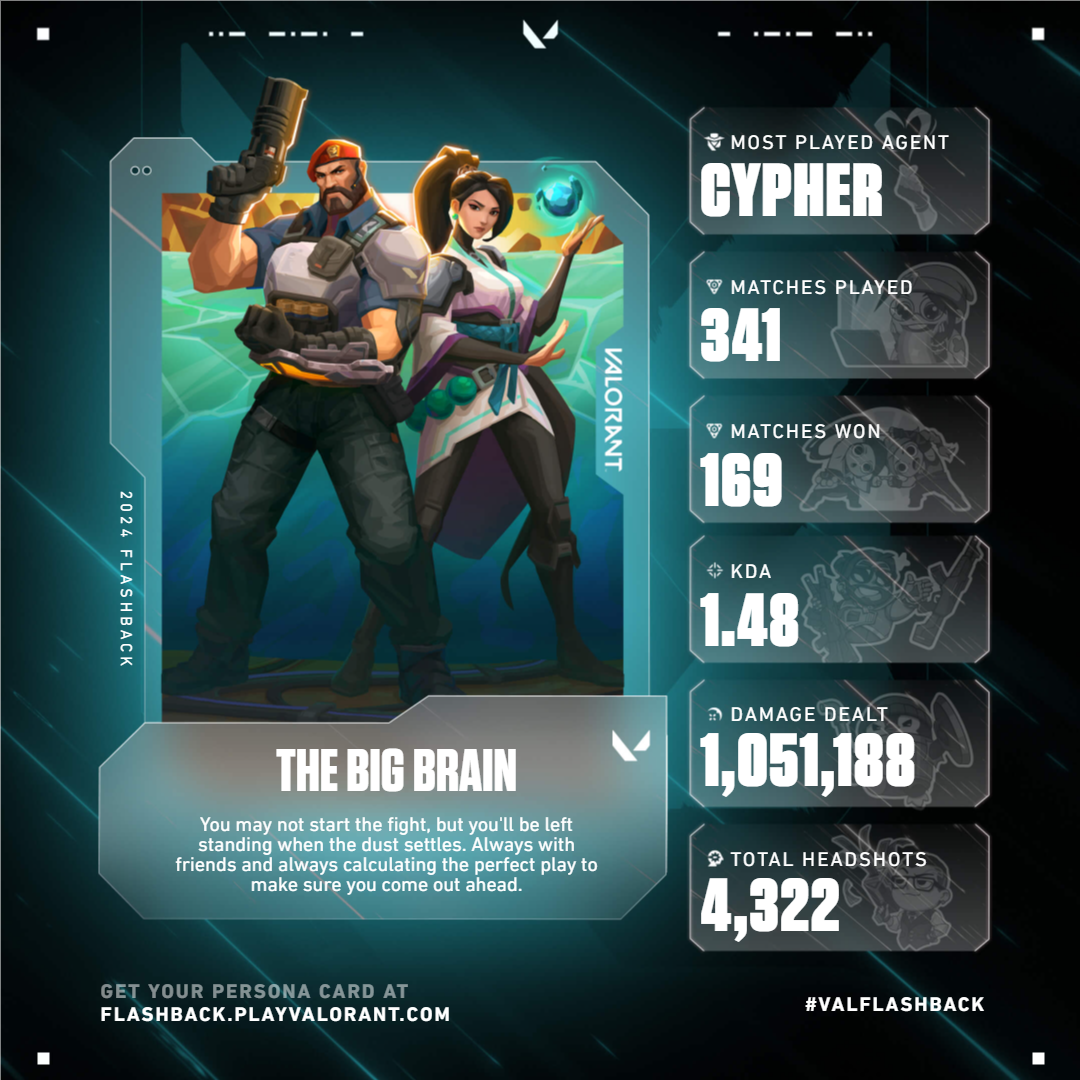 MOST PLAYED AGENT
CYPHER
MATCHES PLAYED
341
MATCHES WON
169
KDA
1.48
DAMAGE DEALT
1,051,188
TOTAL HEADSHOTS
4,322
VALORANT
2024 FLASHBACK
THE BIG BRAIN
You may not start the fight, but you'll be left
standing when the dust settles. Always with
friends and always calculating the perfect play to
make sure you come out ahead.
GET YOUR PERSONA CARD AT
FLASHBACK.PLAYVALORANT.COM
#VALFLASHBACK